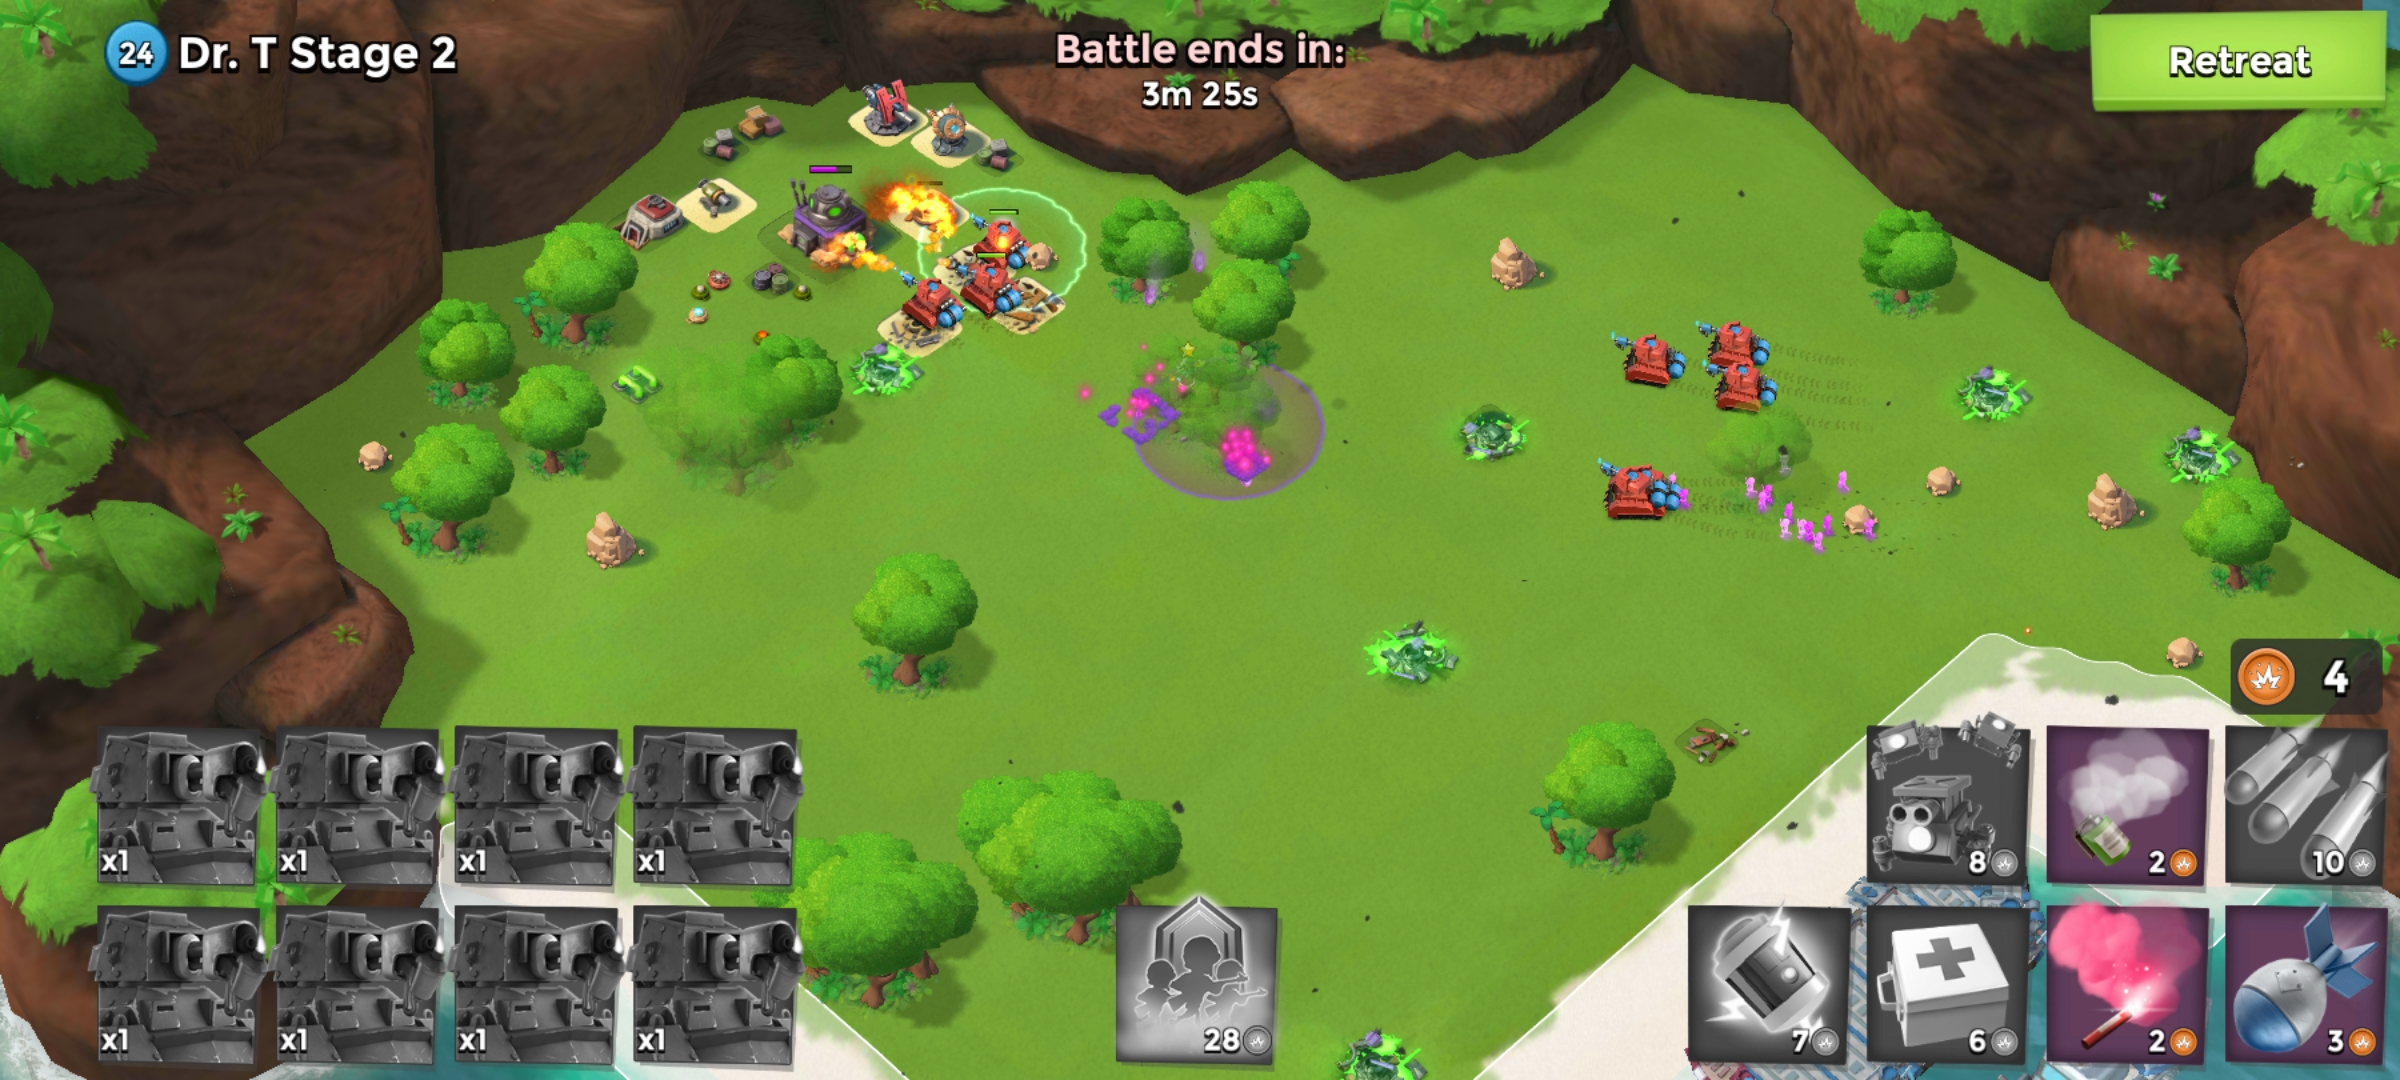 24 Dr. T Stage 2
Battle ends in:
3m 25s
Retreat
4
8
2
10
x1
x1
x1
x1
x1
x1
x1
x1
28
7
6
2
3